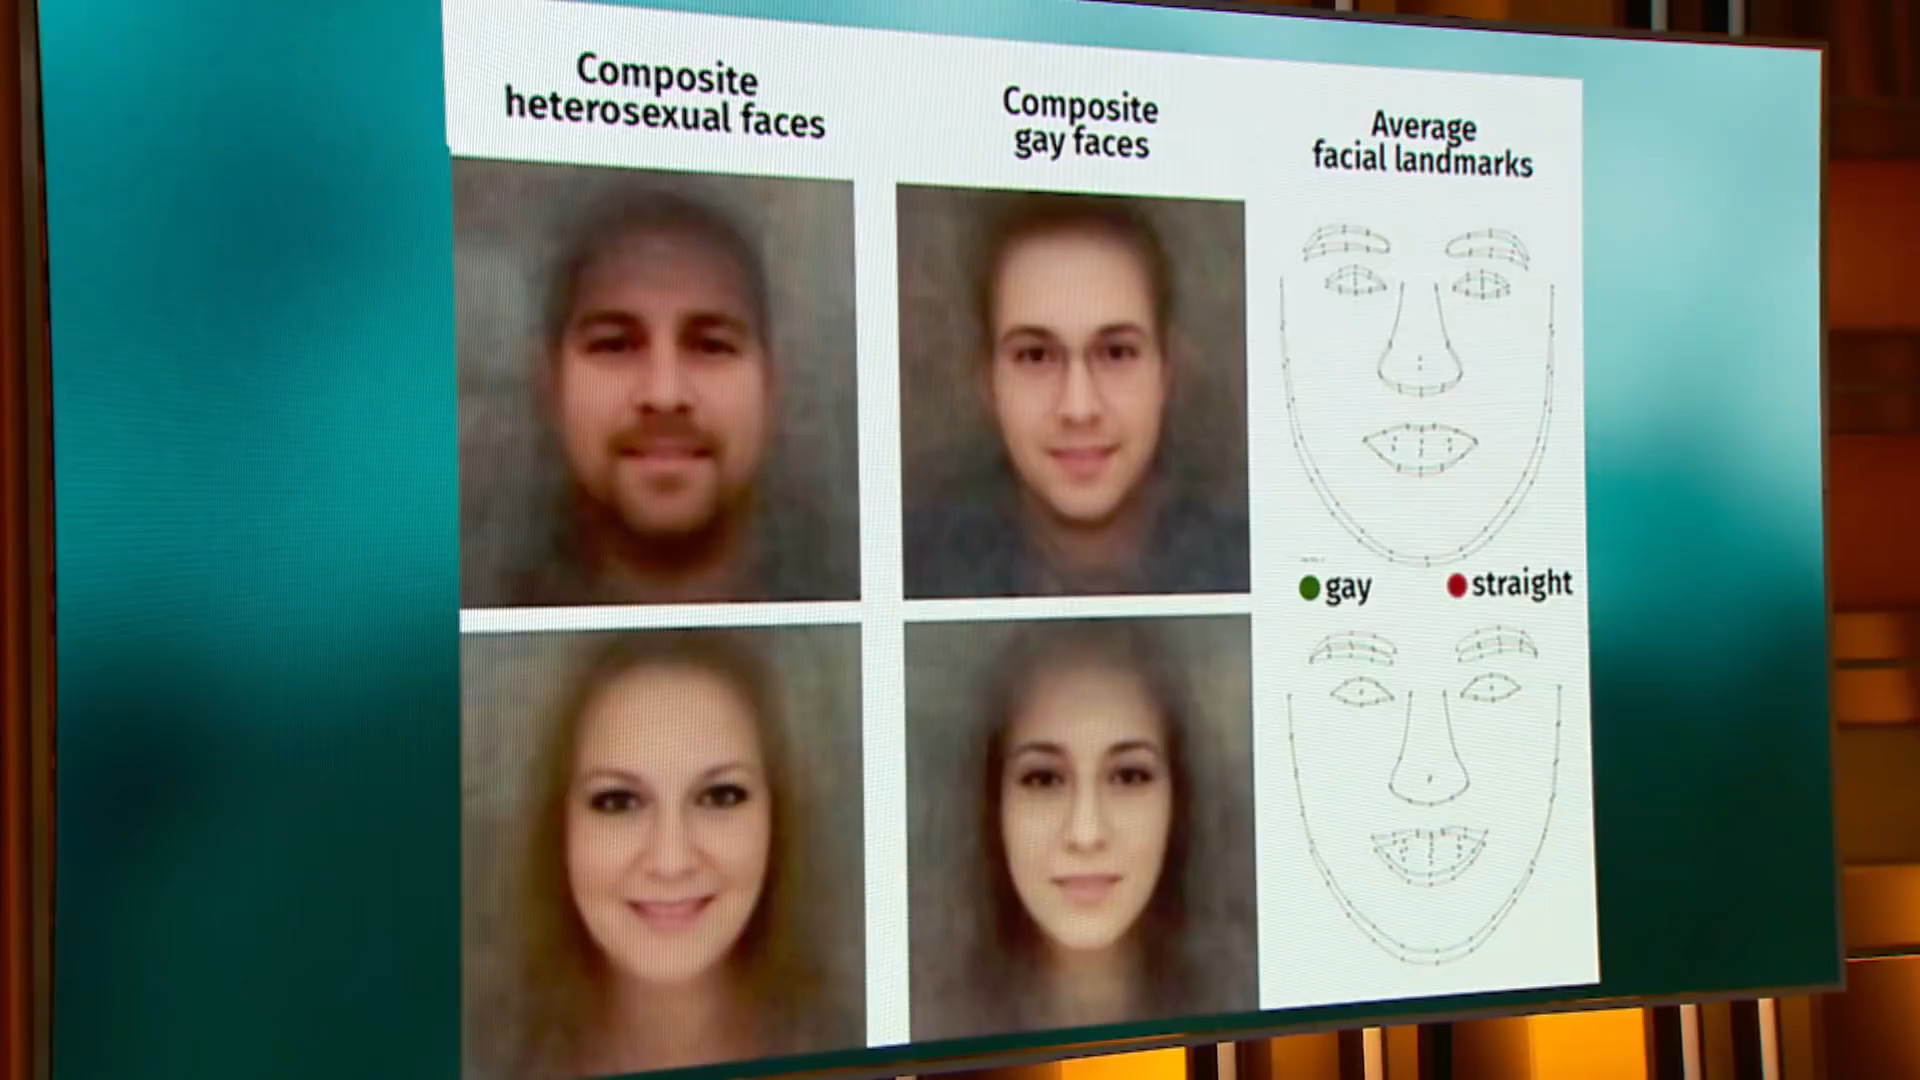 Composite
heterosexual faces
Composite
gay faces
Average
facial landmarks
gay
straight